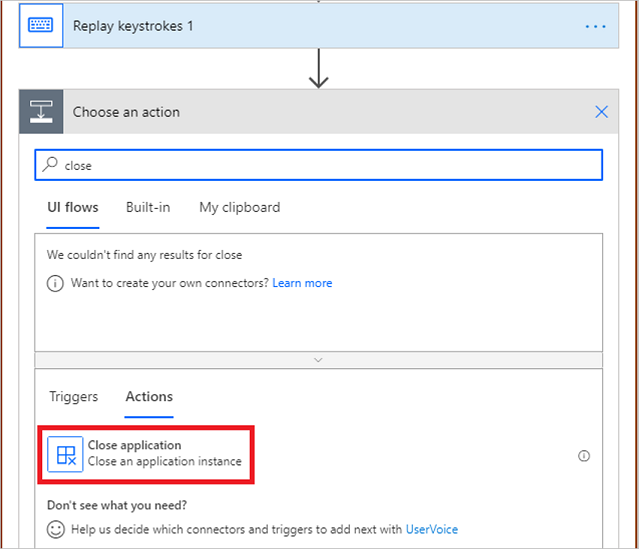 Replay keystrokes 1
Choose an action
close
UI flows Built-in My clipboard
We couldn't find any results for close
Want to create your own connectors? Learn more
Triggers Actions
Close application
Close an application instance
Don't see what you need?
Help us decide which connectors and triggers to add next with UserVoice